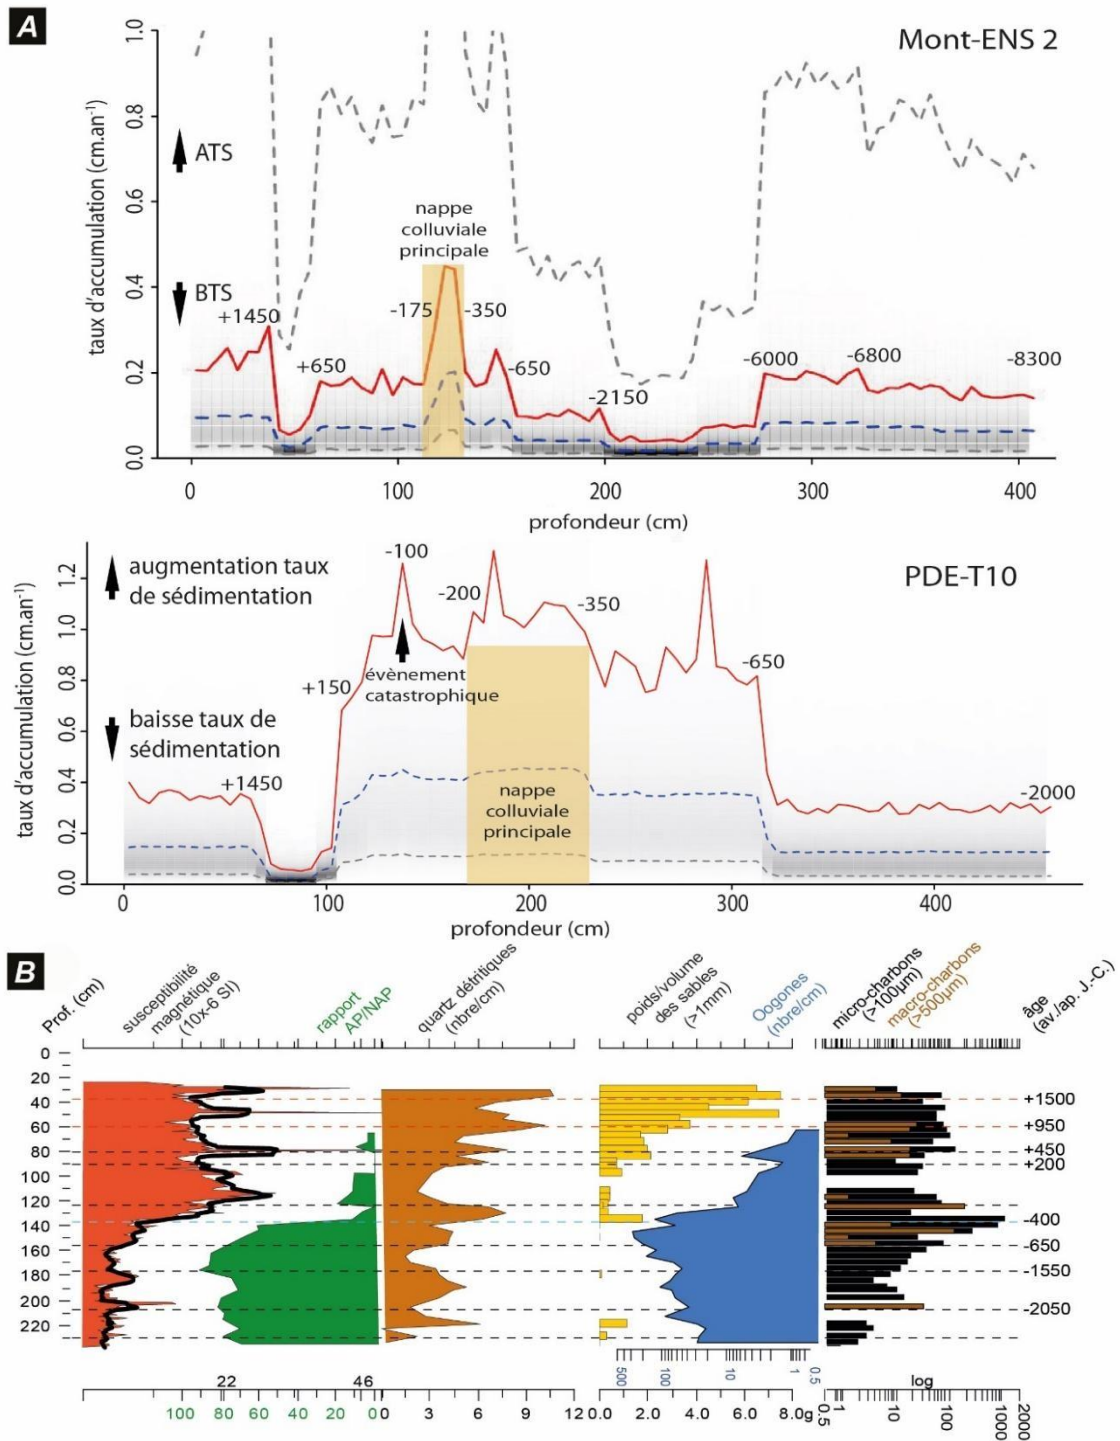 A
Mont-ENS 2
taux d'accumulation (cm.an⁻¹)
1.0
0.8
0.6
0.4
0.2
0.0
ATS
BTS
nappe
colluviale
principale
+1450
+650
-175
-350
-650
-2150
-6000
-6800
-8300
0
100
200
300
400
profondeur (cm)
PDE-T10
taux d'accumulation (cm.an⁻¹)
1.2
1.0
0.8
0.6
0.4
0.2
0.0
augmentation taux
de sédimentation
baisse taux de
sédimentation
+1450
+150
-100
évènement
catastrophique
-200
-350
nappe
colluviale
principale
-650
-2000
0
100
200
300
400
profondeur (cm)
B
Prof. (cm)
susceptibilité
magnétique
(10x-6 SI)
rapport
AP/NAP
quartz détritiques
(nbre/cm)
poids/volume
des sables
(>1mm)
Oogones
(nbre/cm)
micro-charbons
(>100µm)
macro-charbons
(>500µm)
âge
(av./ap. J.-C.)
0
20
40
60
80
100
120
140
160
180
200
220
+1500
+950
+450
+200
-400
-650
-1550
-2050
22
46
100 80 60 40 20 0
0 3 6 9 12
500 100 10 1 0.5
0.0 2.0 4.0 6.0 8.0g
log
0.5 1 10 100 1000 2000